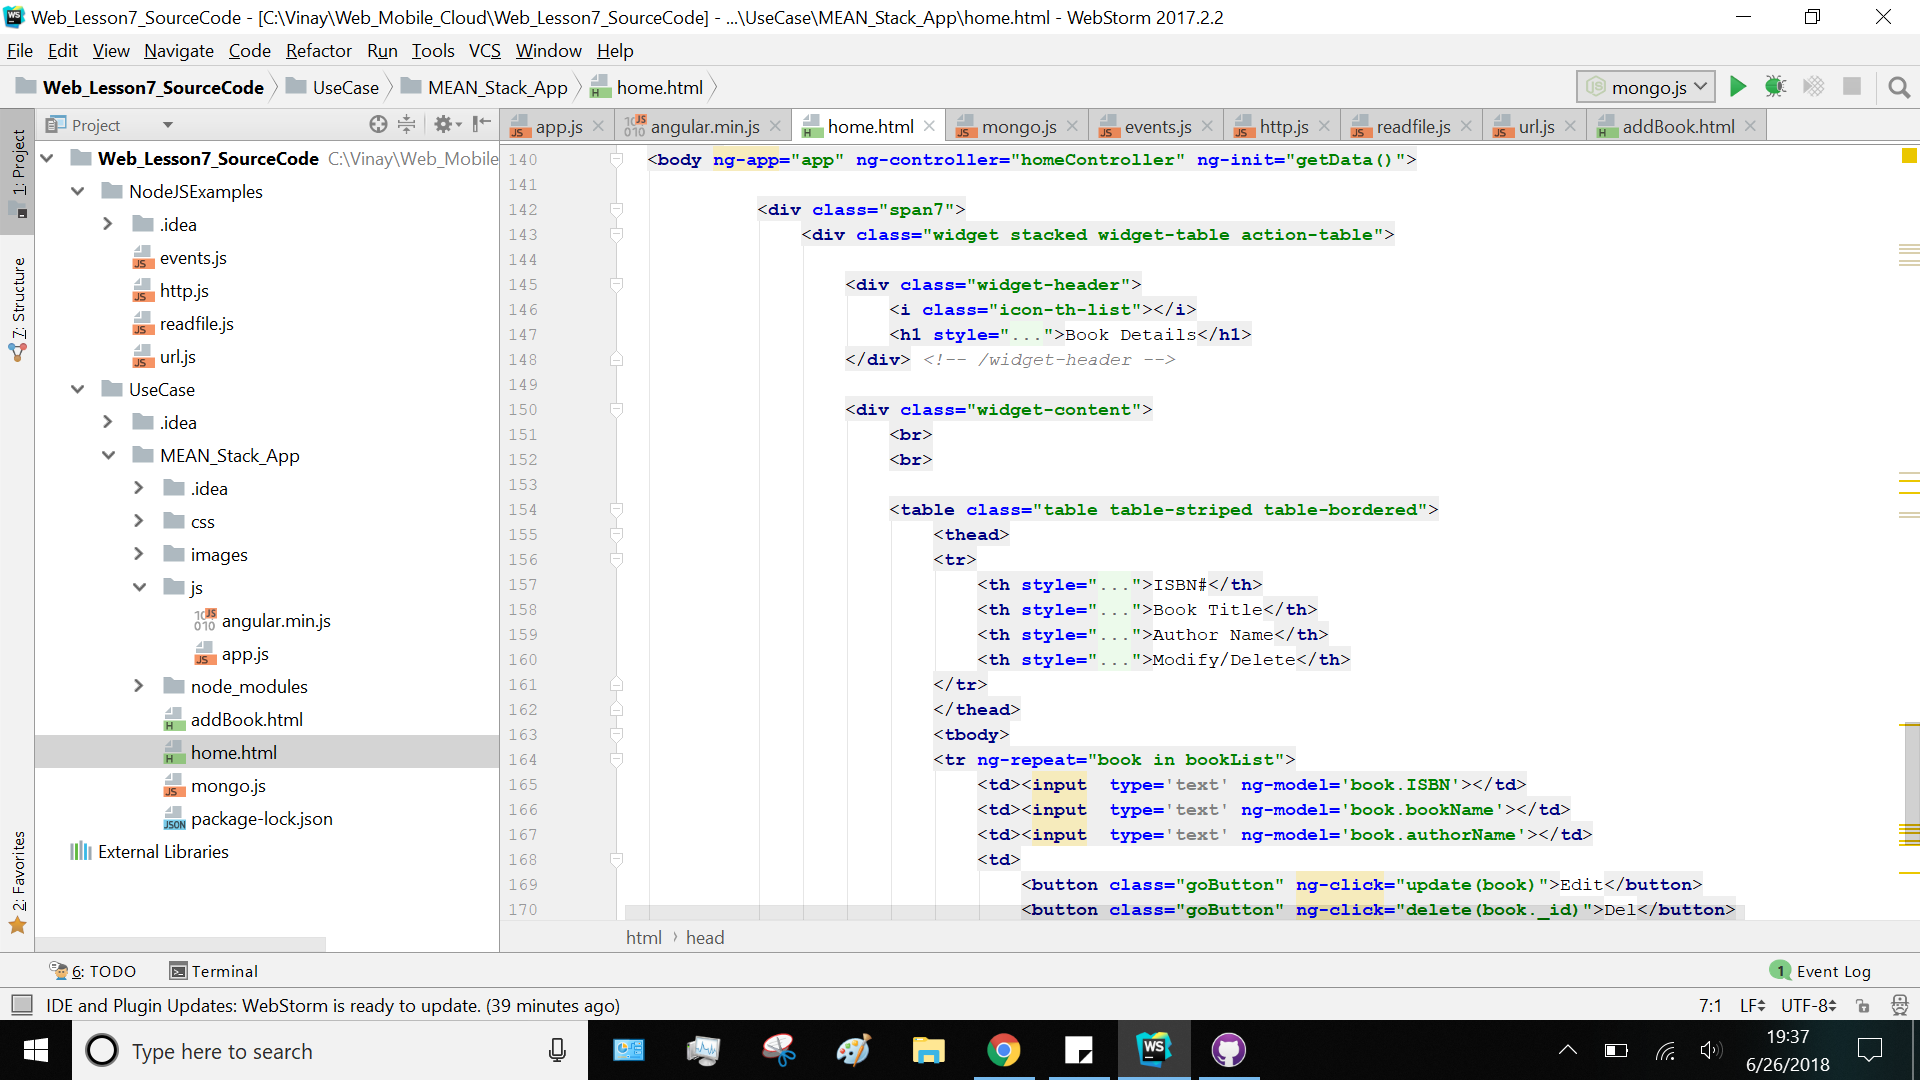 Web_Lesson7_SourceCode - [C:\Vinay\Web_Mobile_Cloud\Web_Lesson7_SourceCode] - ...\UseCase\MEAN_Stack_App\home.html - WebStorm 2017.2.2
File Edit View Navigate Code Refactor Run Tools VCS Window Help
Web_Lesson7_SourceCode UseCase MEAN_Stack_App home.html mongo.js
Project
app.js angular.min.js home.html mongo.js events.js http.js readfile.js url.js addBook.html
1: Project
7: Structure
2: Favorites
Web_Lesson7_SourceCode C:\Vinay\Web_Mobile
NodeJSExamples
.idea
events.js
http.js
readfile.js
url.js
UseCase
.idea
MEAN_Stack_App
.idea
css
images
js
angular.min.js
app.js
node_modules
addBook.html
home.html
mongo.js
package-lock.json
External Libraries
140 <body ng-app="app" ng-controller="homeController" ng-init="getData()">
141
142 <div class="span7">
143 <div class="widget stacked widget-table action-table">
144
145 <div class="widget-header">
146 <i class="icon-th-list"></i>
147 <h1 style="...">Book Details</h1>
148 </div> <!-- /widget-header -->
149
150 <div class="widget-content">
151 <br>
152 <br>
153
154 <table class="table table-striped table-bordered">
155 <thead>
156 <tr>
157 <th style="...">ISBN#</th>
158 <th style="...">Book Title</th>
159 <th style="...">Author Name</th>
160 <th style="...">Modify/Delete</th>
161 </tr>
162 </thead>
163 <tbody>
164 <tr ng-repeat="book in bookList">
165 <td><input  type='text' ng-model='book.ISBN'></td>
166 <td><input  type='text' ng-model='book.bookName'></td>
167 <td><input  type='text' ng-model='book.authorName'></td>
168 <td>
169 <button class="goButton" ng-click="update(book)">Edit</button>
170 <button class="goButton" ng-click="delete(book._id)">Del</button>
html › head
6: TODO Terminal 1 Event Log
IDE and Plugin Updates: WebStorm is ready to update. (39 minutes ago) 7:1 LF UTF-8
Type here to search
WS
19:37
6/26/2018